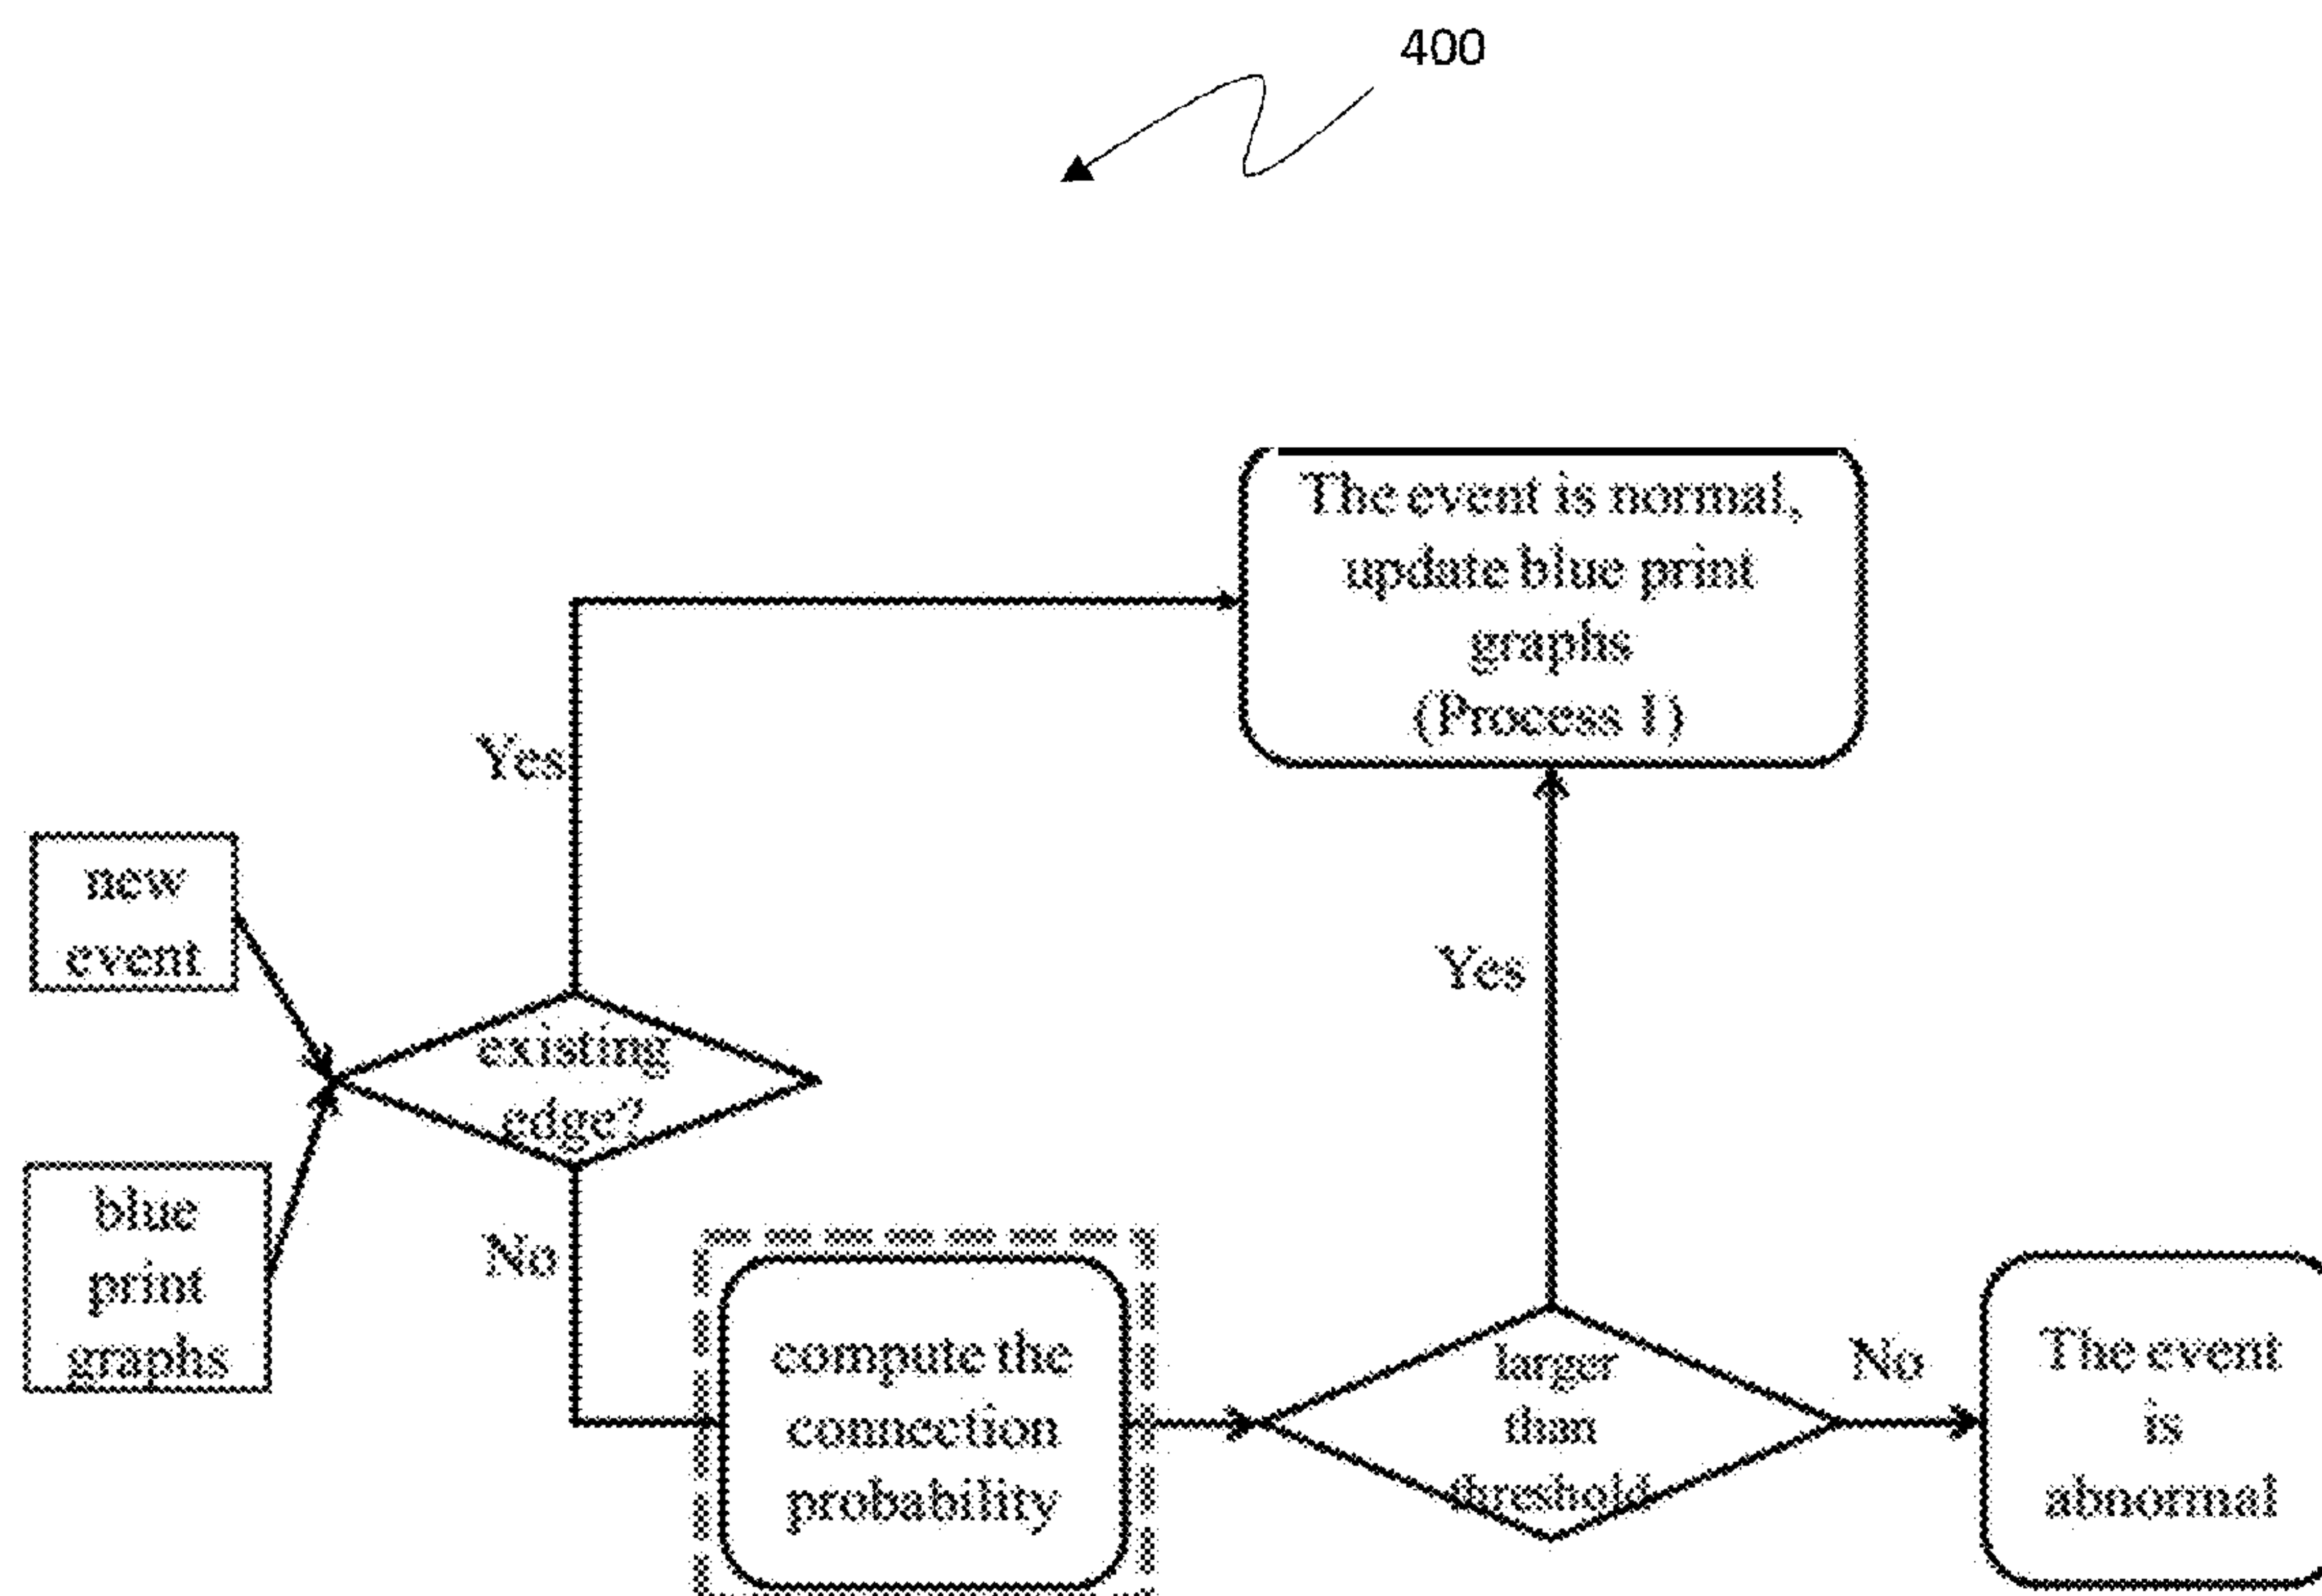 400
The event is normal,
update blue print
graphs
(Process 1)
Yes
new
event
Yes
existing
edge?
blue
print
graphs
No
compute the
connection
probability
larger
than
threshold
No
The event
is
abnormal